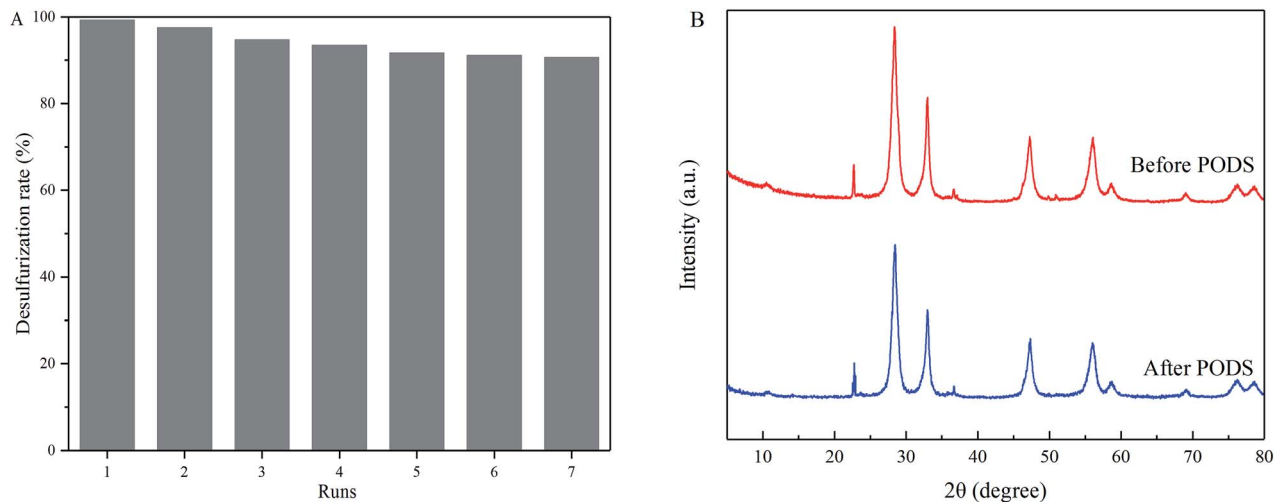 A
Desulfurization rate (%)
100
80
60
40
20
0
1 2 3 4 5 6 7
Runs
B
Intensity (a.u.)
Before PODS
After PODS
10 20 30 40 50 60 70 80
2θ (degree)